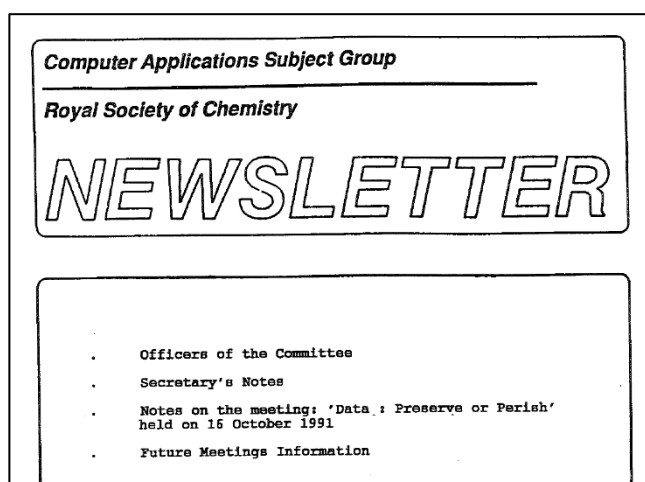 Computer Applications Subject Group
Royal Society of Chemistry
NEWSLETTER
. Officers of the Committee
. Secretary's Notes
. Notes on the meeting: 'Data : Preserve or Perish'
held on 16 October 1991
. Future Meetings Information